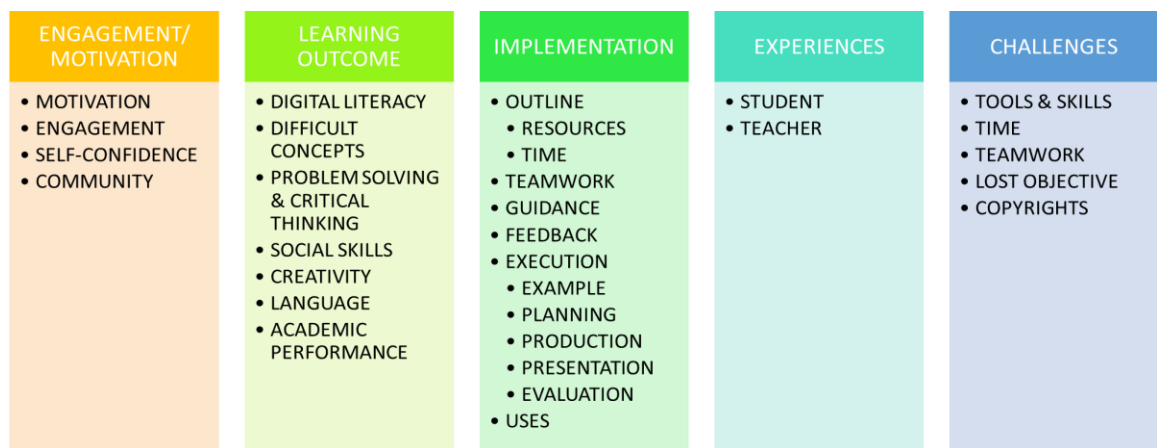 ENGAGEMENT/
MOTIVATION
• MOTIVATION
• ENGAGEMENT
• SELF-CONFIDENCE
• COMMUNITY
LEARNING
OUTCOME
• DIGITAL LITERACY
• DIFFICULT
CONCEPTS
• PROBLEM SOLVING
& CRITICAL
THINKING
• SOCIAL SKILLS
• CREATIVITY
• LANGUAGE
• ACADEMIC
PERFORMANCE
IMPLEMENTATION
• OUTLINE
• RESOURCES
• TIME
• TEAMWORK
• GUIDANCE
• FEEDBACK
• EXECUTION
• EXAMPLE
• PLANNING
• PRODUCTION
• PRESENTATION
• EVALUATION
• USES
EXPERIENCES
• STUDENT
• TEACHER
CHALLENGES
• TOOLS & SKILLS
• TIME
• TEAMWORK
• LOST OBJECTIVE
• COPYRIGHTS